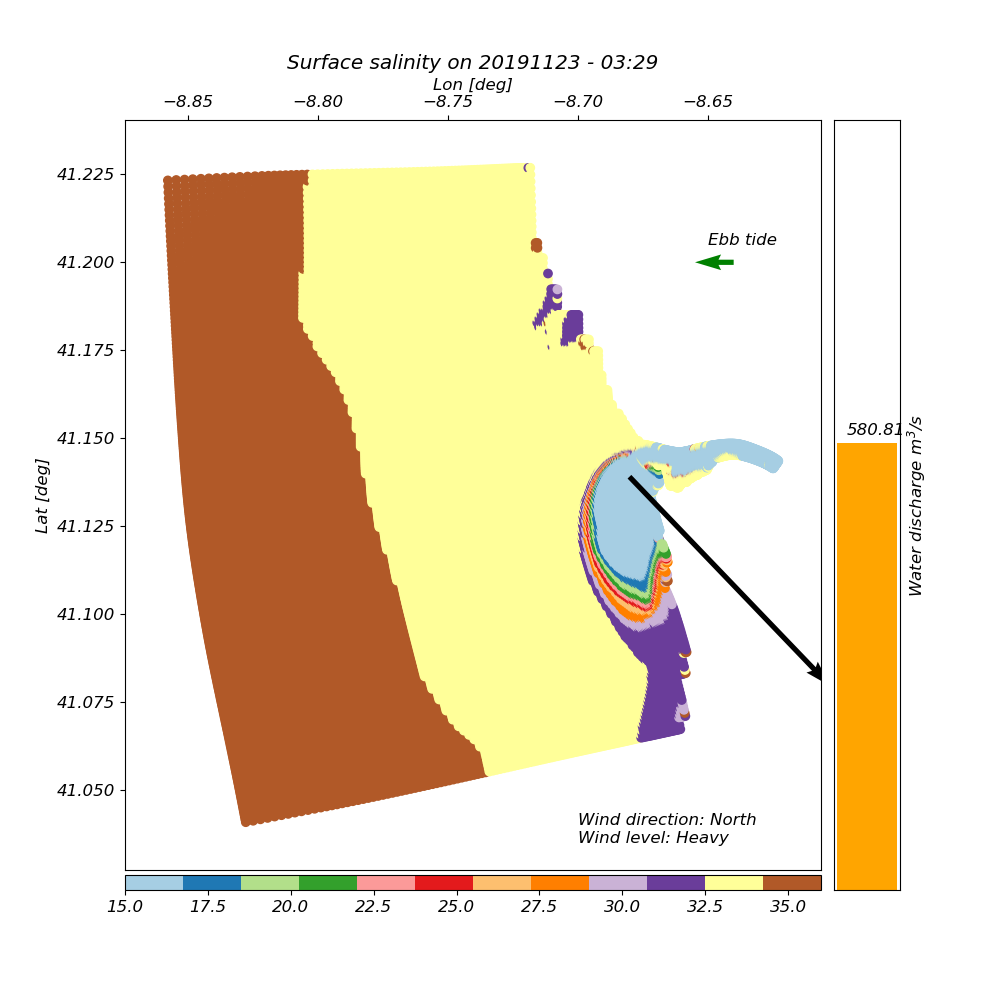 Surface salinity on 20191123 - 03:29
Lon [deg]
−8.85 −8.80 −8.75 −8.70 −8.65
41.225
41.200
41.175
41.150
41.125
41.100
41.075
41.050
Lat [deg]
Ebb tide
580.81
Water discharge m³/s
Wind direction: North
Wind level: Heavy
15.0 17.5 20.0 22.5 25.0 27.5 30.0 32.5 35.0